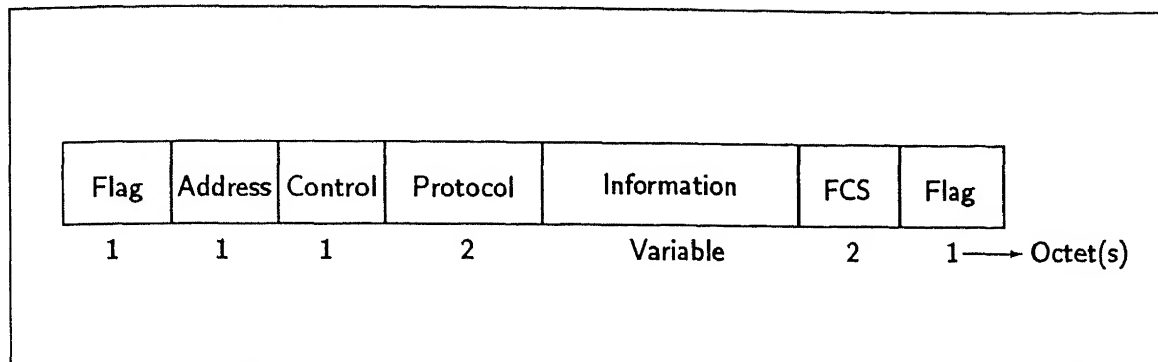 Flag Address Control Protocol Information FCS Flag
1 1 1 2 Variable 2 1 Octet(s)